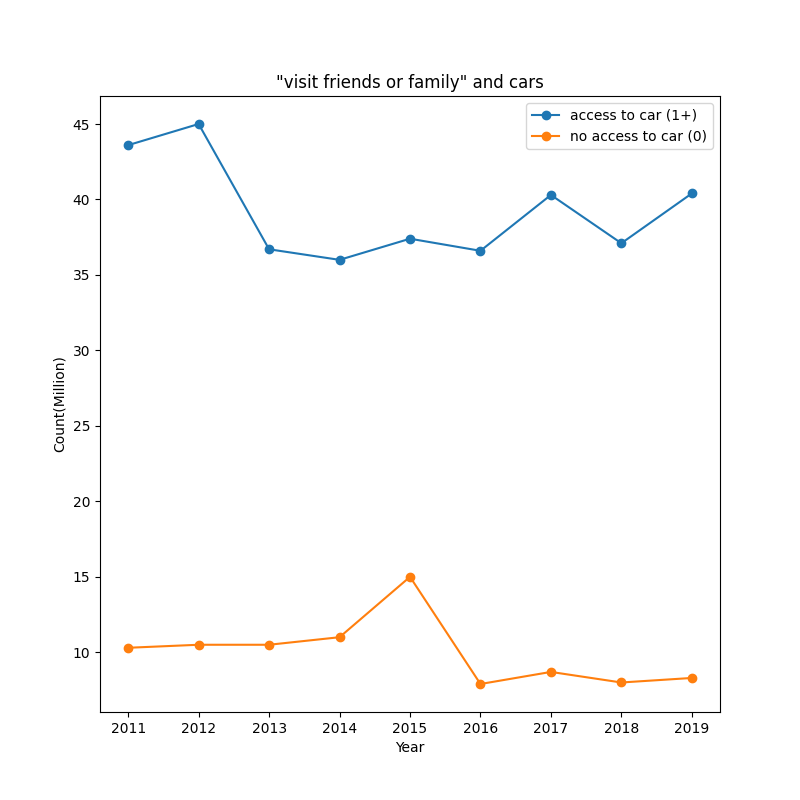 "visit friends or family" and cars
access to car (1+)
no access to car (0)
45
40
35
30
25
20
15
10
Count(Million)
2011 2012 2013 2014 2015 2016 2017 2018 2019
Year